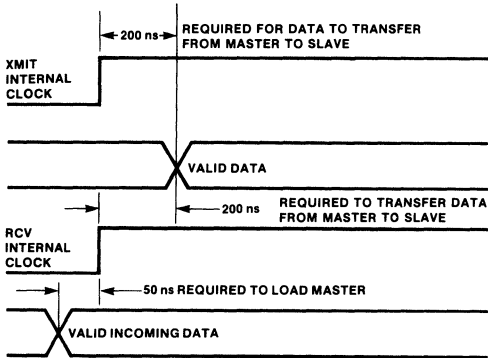 200 ns
REQUIRED FOR DATA TO TRANSFER
FROM MASTER TO SLAVE
XMIT
INTERNAL
CLOCK
VALID DATA
200 ns
REQUIRED TO TRANSFER DATA
FROM MASTER TO SLAVE
RCV
INTERNAL
CLOCK
50 ns REQUIRED TO LOAD MASTER
VALID INCOMING DATA